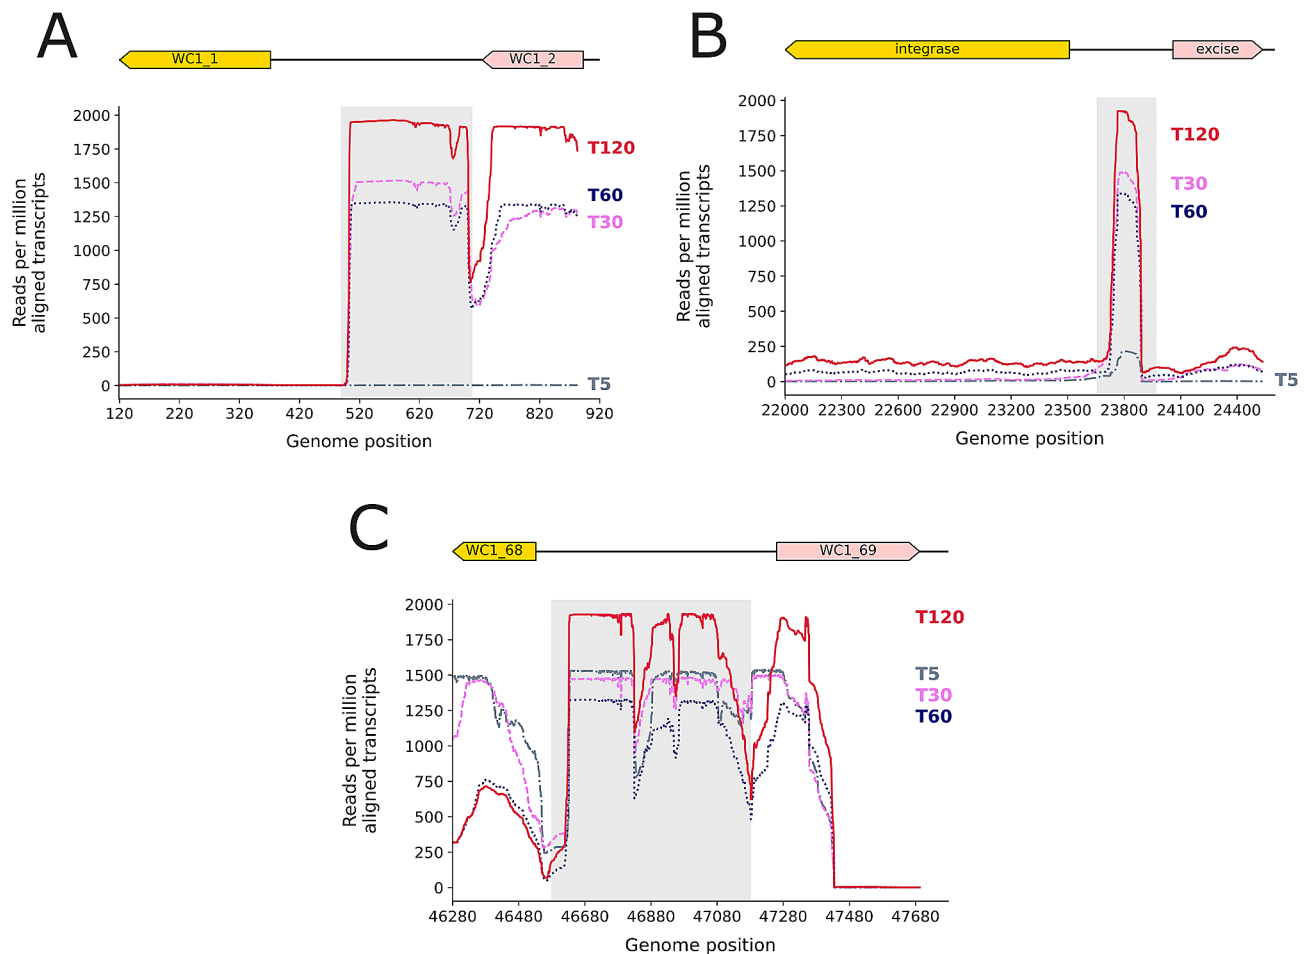 A
WC1_1
WC1_2
Reads per million
aligned transcripts
2000
1750
1500
1250
1000
750
500
250
0
T120
T60
T30
T5
120 220 320 420 520 620 720 820 920
Genome position
B
integrase
excise
Reads per million
aligned transcripts
2000
1750
1500
1250
1000
750
500
250
0
T120
T30
T60
T5
22000 22300 22600 22900 23200 23500 23800 24100 24400
Genome position
C
WC1_68
WC1_69
Reads per million
aligned transcripts
2000
1750
1500
1250
1000
750
500
250
0
T120
T5
T30
T60
46280 46480 46680 46880 47080 47280 47480 47680
Genome position